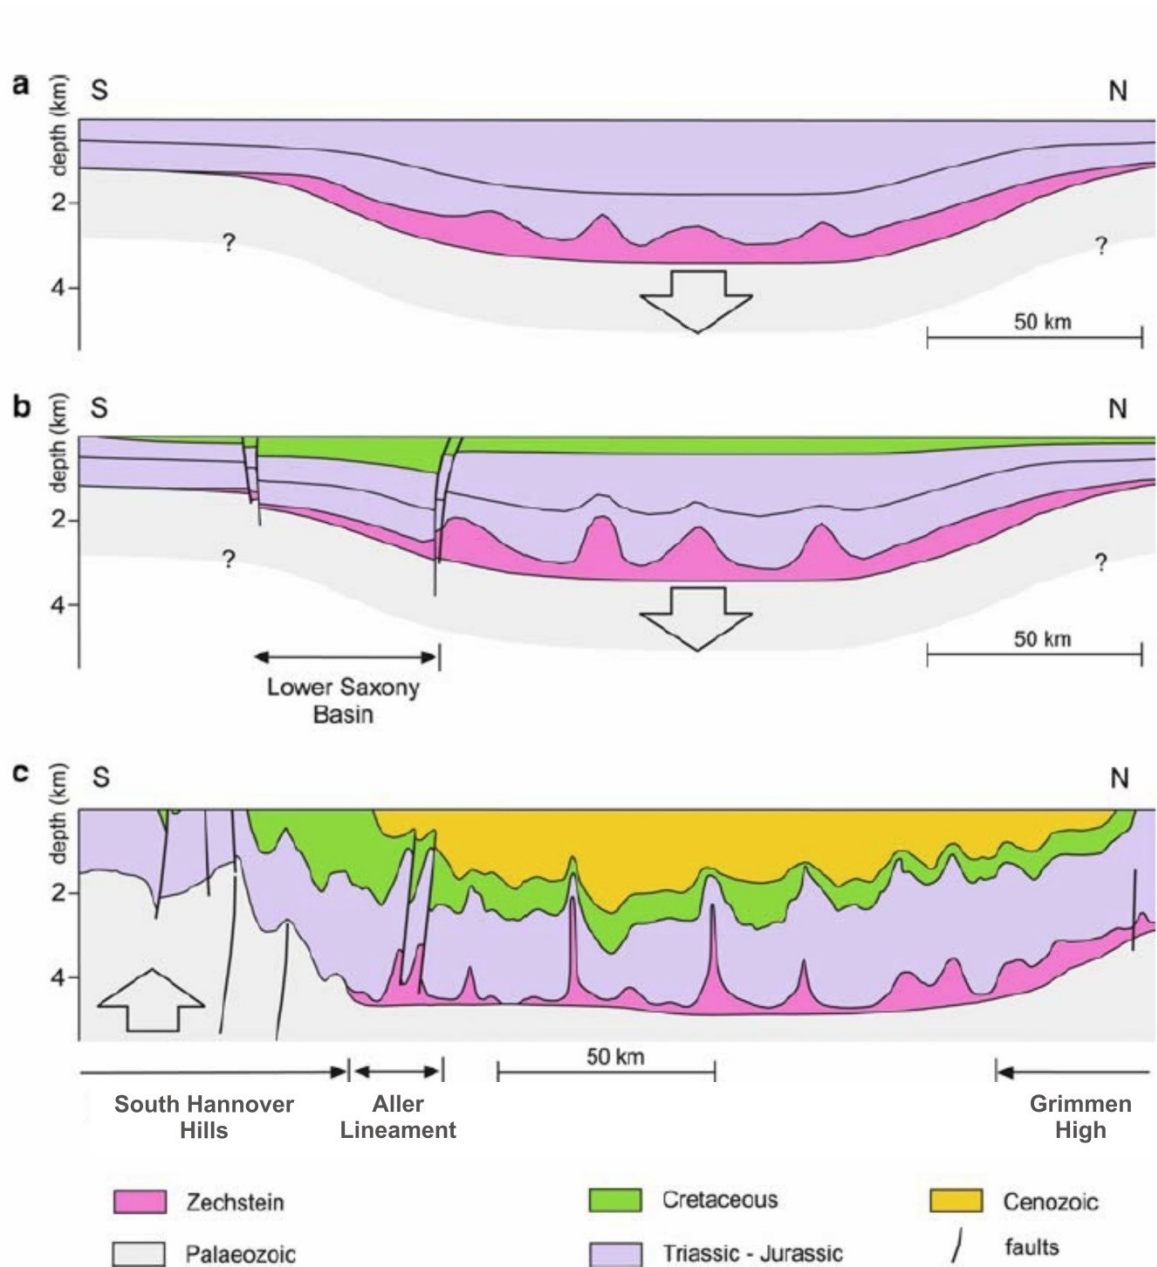 a
S
N
depth (km)
2
4
?
?
50 km
b
S
N
depth (km)
2
4
?
?
50 km
Lower Saxony
Basin
c
S
N
depth (km)
2
4
50 km
South Hannover
Hills
Aller
Lineament
Grimmen
High
Zechstein
Cretaceous
Cenozoic
Palaeozoic
Triassic - Jurassic
faults